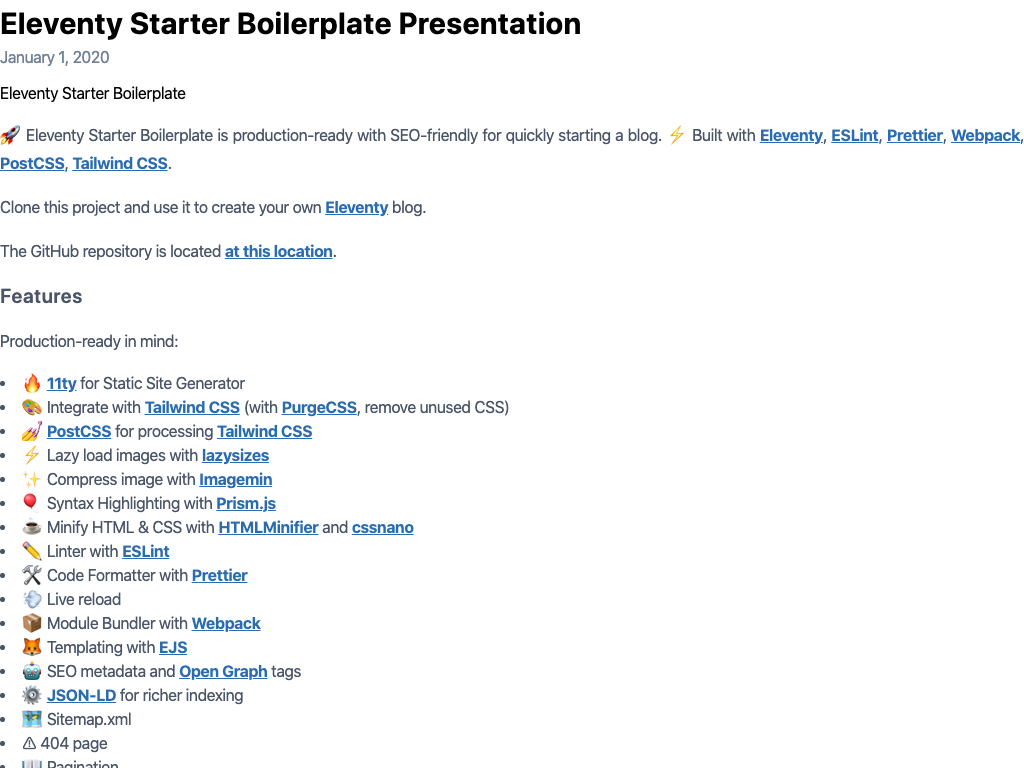 Eleventy Starter Boilerplate Presentation
January 1, 2020
Eleventy Starter Boilerplate
🚀 Eleventy Starter Boilerplate is production-ready with SEO-friendly for quickly starting a blog. ⚡️ Built with Eleventy, ESLint, Prettier, Webpack,
PostCSS, Tailwind CSS.
Clone this project and use it to create your own Eleventy blog.
The GitHub repository is located at this location.
Features
Production-ready in mind:
• 🔥 11ty for Static Site Generator
• 🎨 Integrate with Tailwind CSS (with PurgeCSS, remove unused CSS)
• 💅 PostCSS for processing Tailwind CSS
• ⚡️ Lazy load images with lazysizes
• ✨ Compress image with Imagemin
• 🎈 Syntax Highlighting with Prism.js
• ☕ Minify HTML & CSS with HTMLMinifier and cssnano
• ✏️ Linter with ESLint
• 🛠 Code Formatter with Prettier
• 💨 Live reload
• 📦 Module Bundler with Webpack
• 🦊 Templating with EJS
• 🤖 SEO metadata and Open Graph tags
• ⚙️ JSON-LD for richer indexing
• 🗺 Sitemap.xml
• ⚠ 404 page
• 📖 Pagination